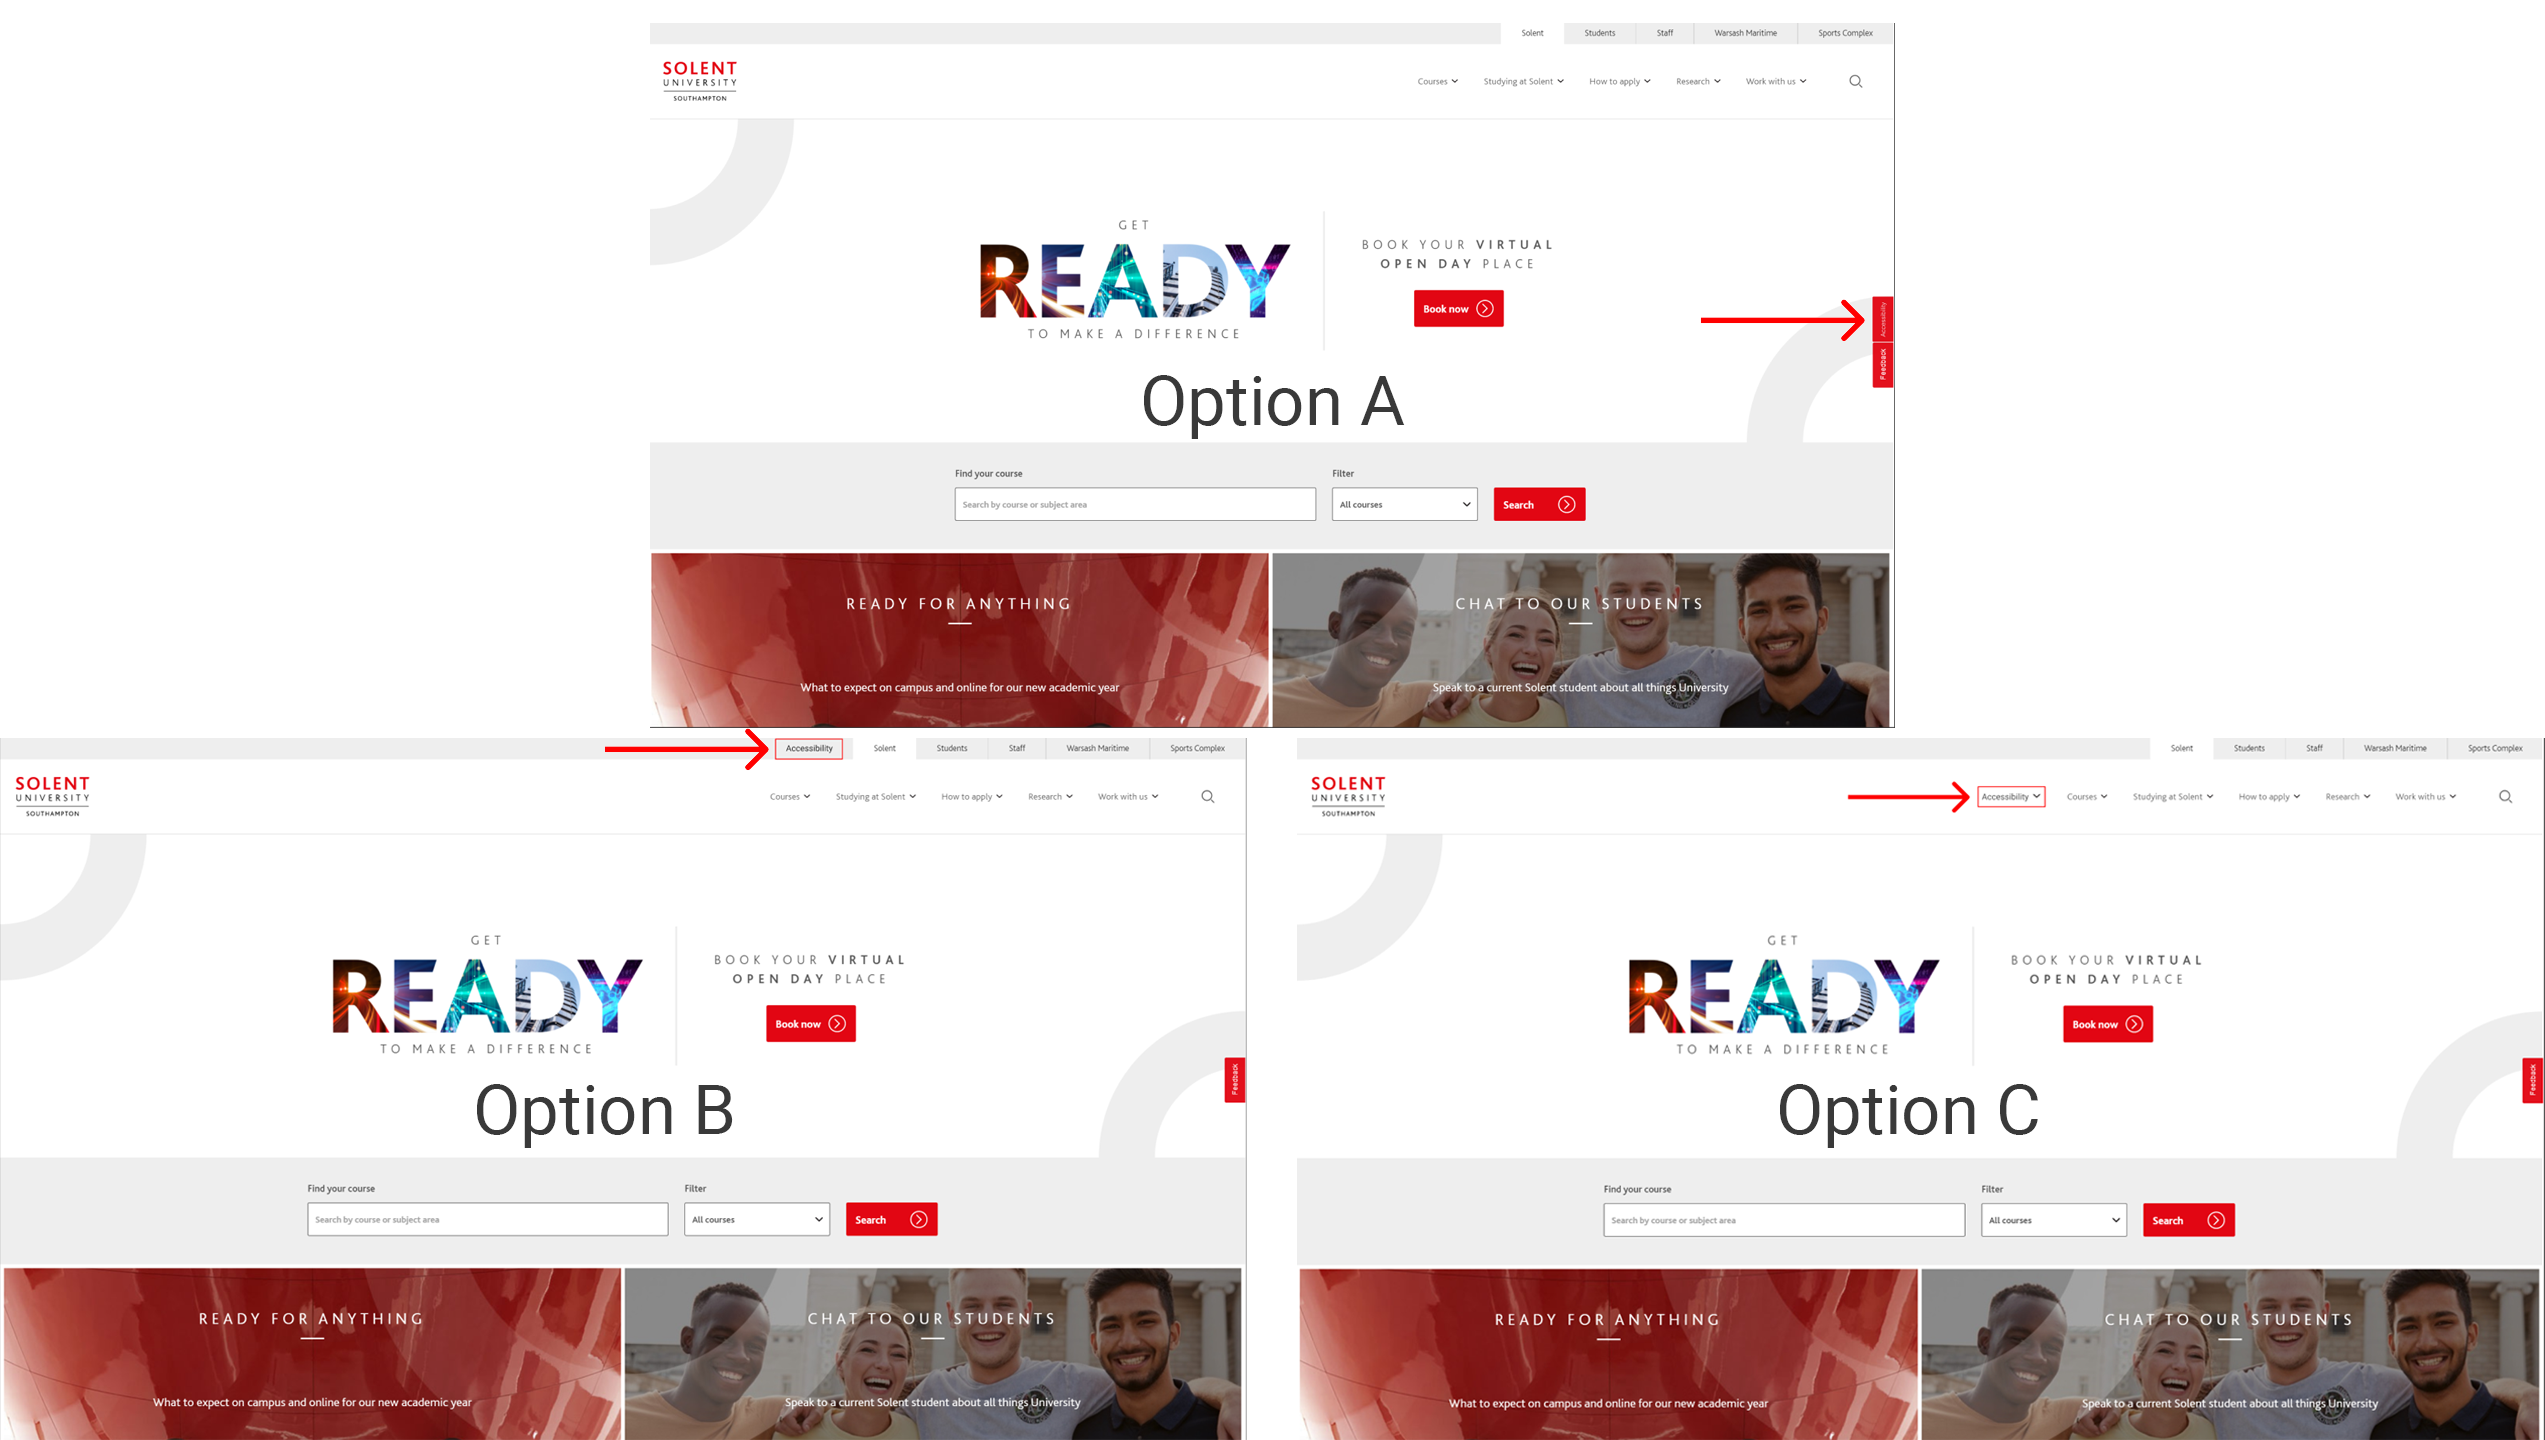 Solent Students Staff Warsash Maritime Sports Complex
SOLENT
UNIVERSITY
SOUTHAMPTON
Courses Studying at Solent How to apply Research Work with us
GET
READY
TO MAKE A DIFFERENCE
BOOK YOUR VIRTUAL
OPEN DAY PLACE
Book now
Accessibility
Feedback
Option A
Find your course
Filter
Search by course or subject area
All courses
Search
READY FOR ANYTHING
What to expect on campus and online for our new academic year
CHAT TO OUR STUDENTS
Speak to a current Solent student about all things University
Accessibility Solent Students Staff Warsash Maritime Sports Complex
SOLENT
UNIVERSITY
SOUTHAMPTON
Courses Studying at Solent How to apply Research Work with us
GET
READY
TO MAKE A DIFFERENCE
BOOK YOUR VIRTUAL
OPEN DAY PLACE
Book now
Feedback
Option B
Find your course
Filter
Search by course or subject area
All courses
Search
READY FOR ANYTHING
What to expect on campus and online for our new academic year
CHAT TO OUR STUDENTS
Speak to a current Solent student about all things University
Solent Students Staff Warsash Maritime Sports Complex
SOLENT
UNIVERSITY
SOUTHAMPTON
Accessibility Courses Studying at Solent How to apply Research Work with us
GET
READY
TO MAKE A DIFFERENCE
BOOK YOUR VIRTUAL
OPEN DAY PLACE
Book now
Feedback
Option C
Find your course
Filter
Search by course or subject area
All courses
Search
READY FOR ANYTHING
What to expect on campus and online for our new academic year
CHAT TO OUR STUDENTS
Speak to a current Solent student about all things University